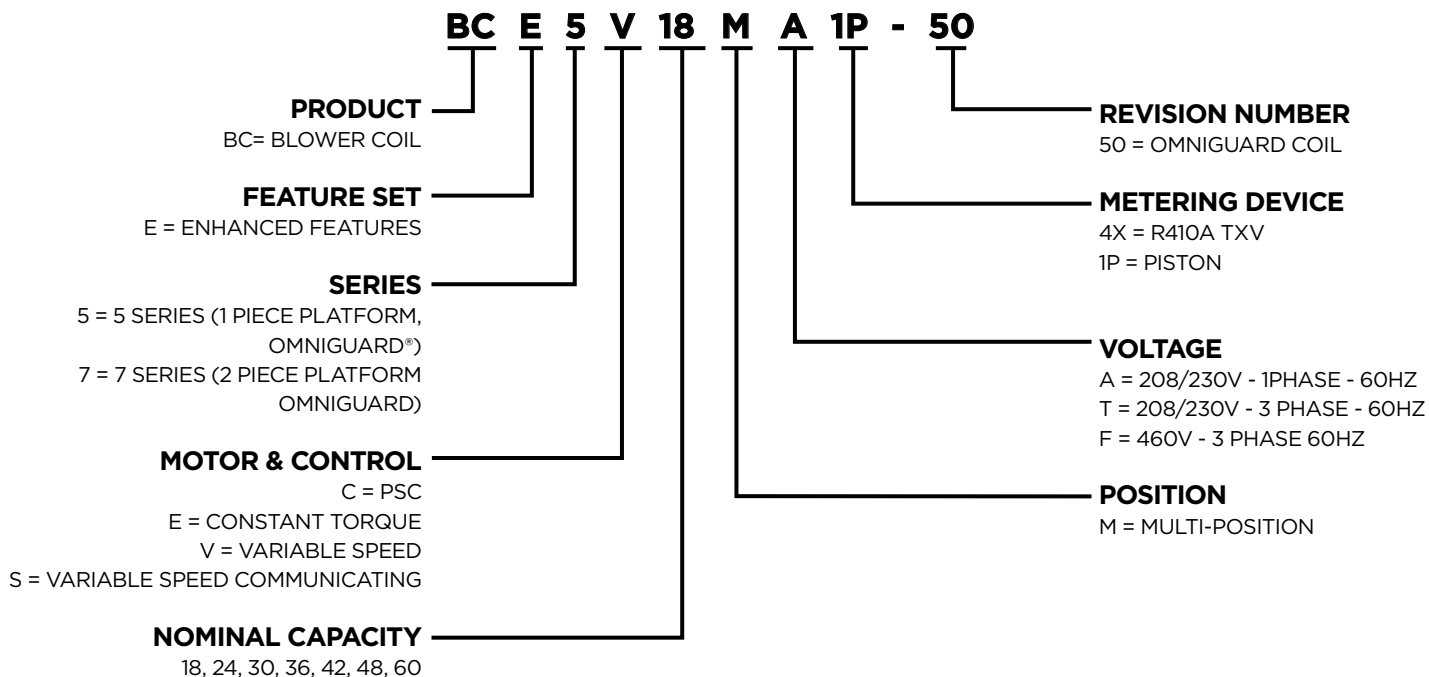 BC E 5 V 18 M A 1P - 50
PRODUCT
BC= BLOWER COIL
FEATURE SET
E = ENHANCED FEATURES
SERIES
5 = 5 SERIES (1 PIECE PLATFORM,
OMNIGUARD®)
7 = 7 SERIES (2 PIECE PLATFORM
OMNIGUARD)
MOTOR & CONTROL
C = PSC
E = CONSTANT TORQUE
V = VARIABLE SPEED
S = VARIABLE SPEED COMMUNICATING
NOMINAL CAPACITY
18, 24, 30, 36, 42, 48, 60
REVISION NUMBER
50 = OMNIGUARD COIL
METERING DEVICE
4X = R410A TXV
1P = PISTON
VOLTAGE
A = 208/230V - 1PHASE - 60HZ
T = 208/230V - 3 PHASE - 60HZ
F = 460V - 3 PHASE 60HZ
POSITION
M = MULTI-POSITION